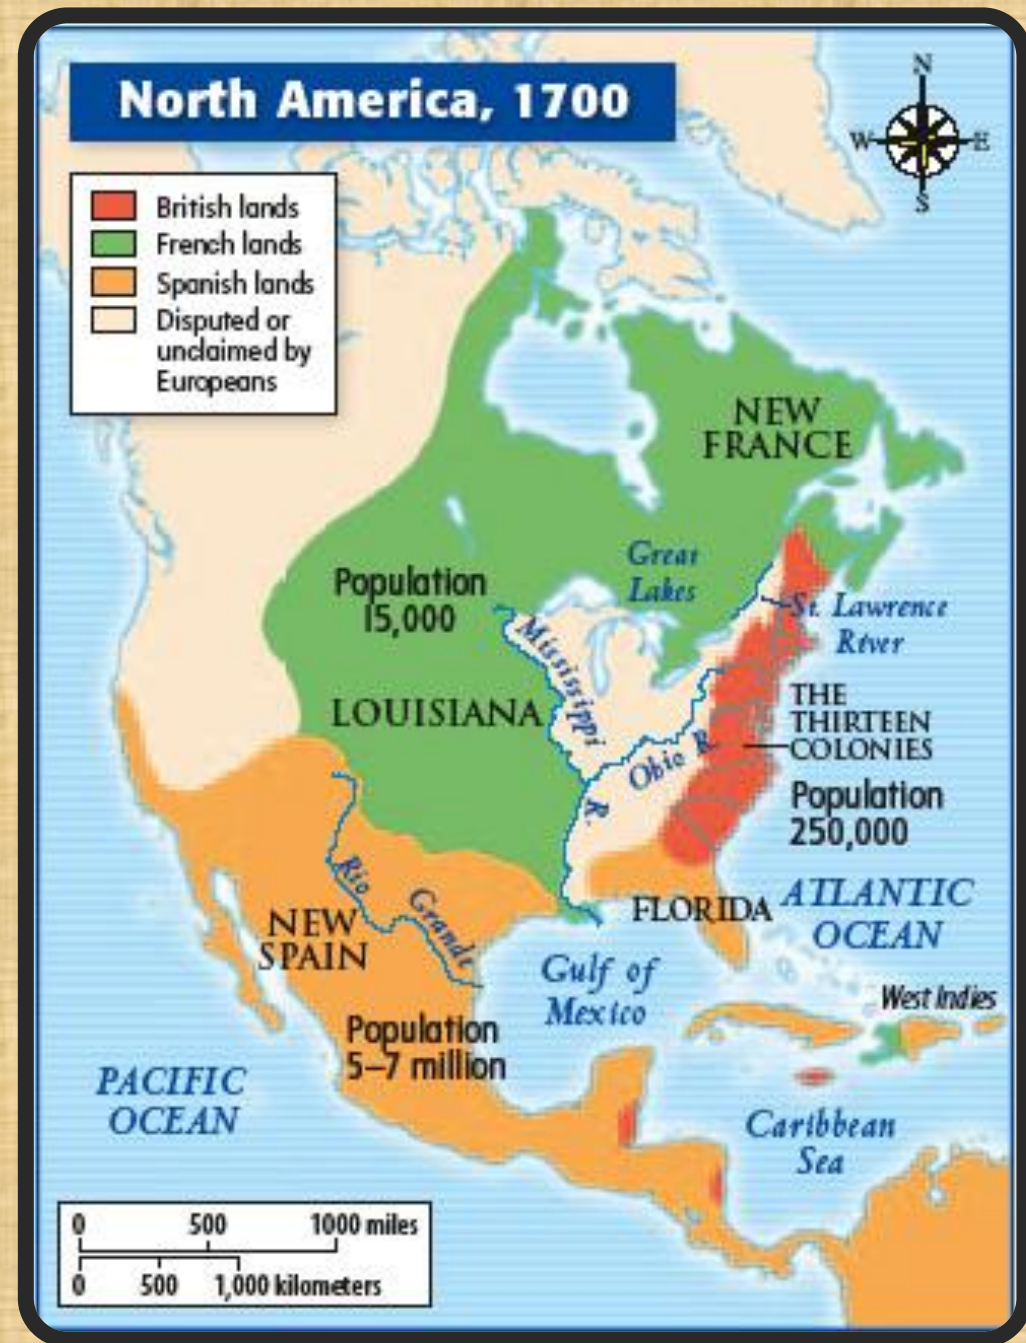 North America, 1700
N
W
E
S
British lands
French lands
Spanish lands
Disputed or
unclaimed by
Europeans
NEW
FRANCE
Great
Lakes
Population
15,000
St. Lawrence
River
Mississippi
R.
LOUISIANA
THE
THIRTEEN
COLONIES
Ohio R.
Population
250,000
Rio Grande
FLORIDA
ATLANTIC
OCEAN
NEW
SPAIN
Gulf of
Mexico
West Indies
Population
5–7 million
PACIFIC
OCEAN
Caribbean
Sea
0 500 1000 miles
0 500 1,000 kilometers